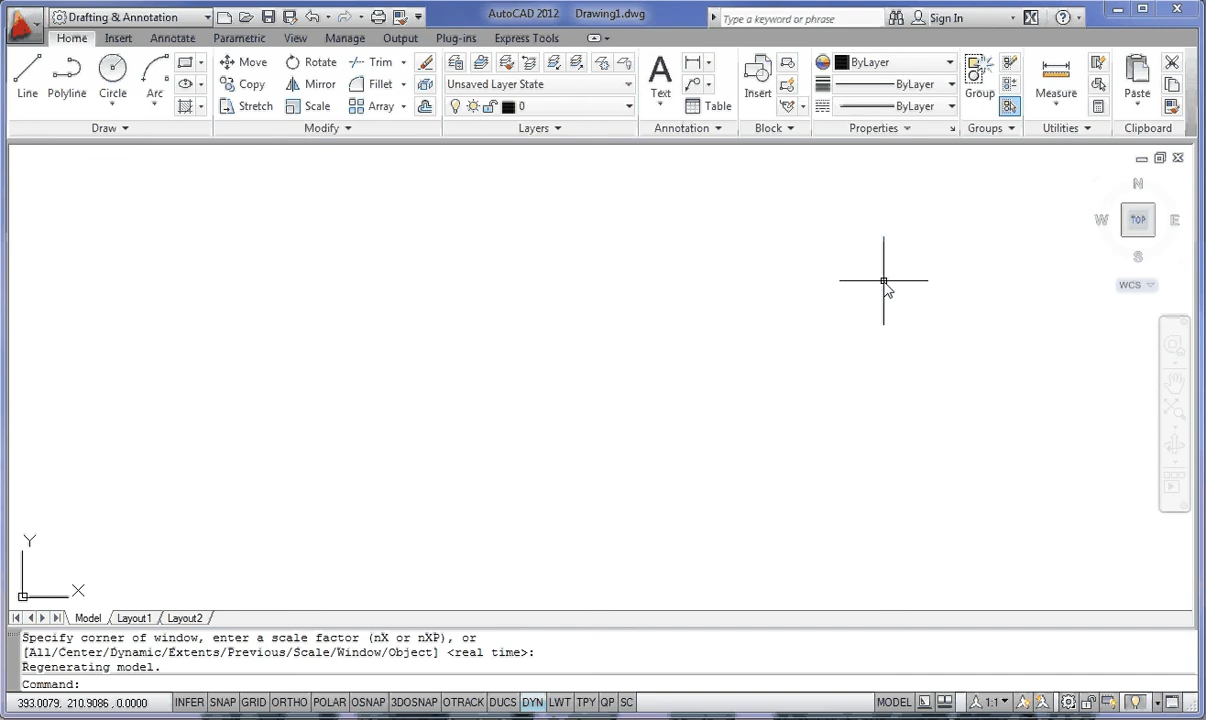 Drafting & Annotation
AutoCAD 2012 Drawing1.dwg
Type a keyword or phrase
Sign In
Home Insert Annotate Parametric View Manage Output Plug-ins Express Tools
Line Polyline Circle Arc
Move Rotate Trim
Copy Mirror Fillet
Stretch Scale Array
Unsaved Layer State
0
Text
Table
Insert
ByLayer
ByLayer
ByLayer
Group
Measure
Paste
Draw Modify Layers Annotation Block Properties Groups Utilities Clipboard
N
W TOP E
S
WCS
Y
X
Model Layout1 Layout2
Specify corner of window, enter a scale factor (nX or nXP), or
[All/Center/Dynamic/Extents/Previous/Scale/Window/Object] <real time>:
Regenerating model.
Command:
393.0079, 210.9086, 0.0000 INFER SNAP GRID ORTHO POLAR OSNAP 3DOSNAP OTRACK DUCS DYN LWT TPY QP SC MODEL 1:1